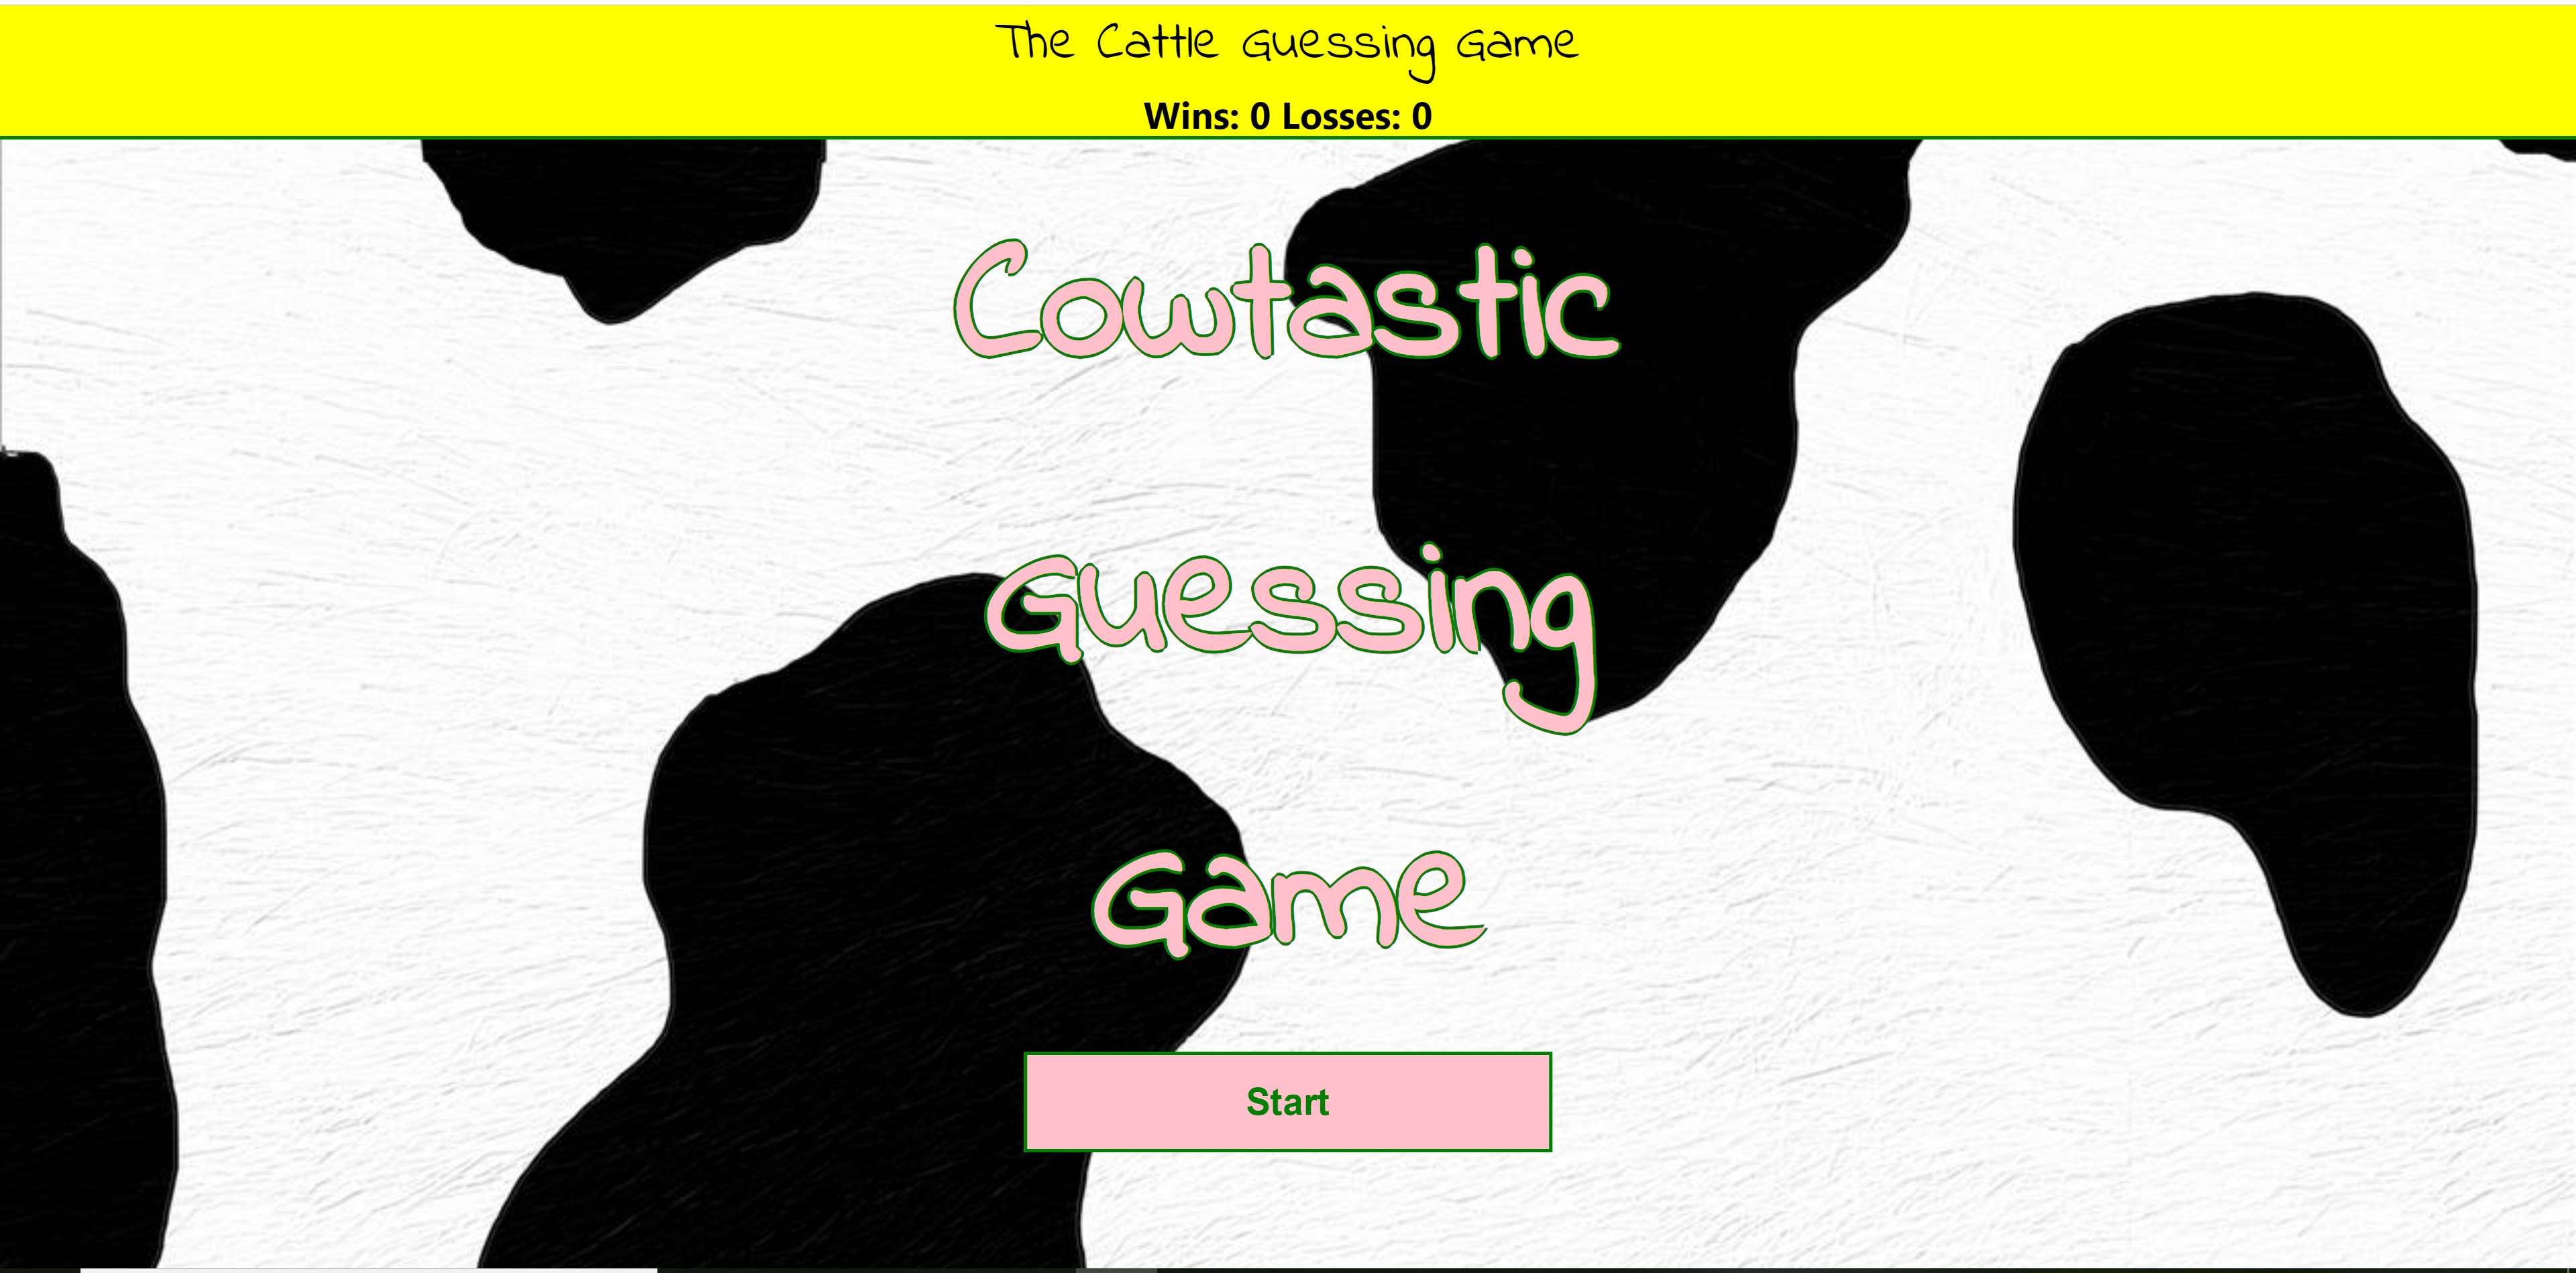 The Cattle Guessing Game
Wins: 0 Losses: 0
Cowtastic
Guessing
Game
Start